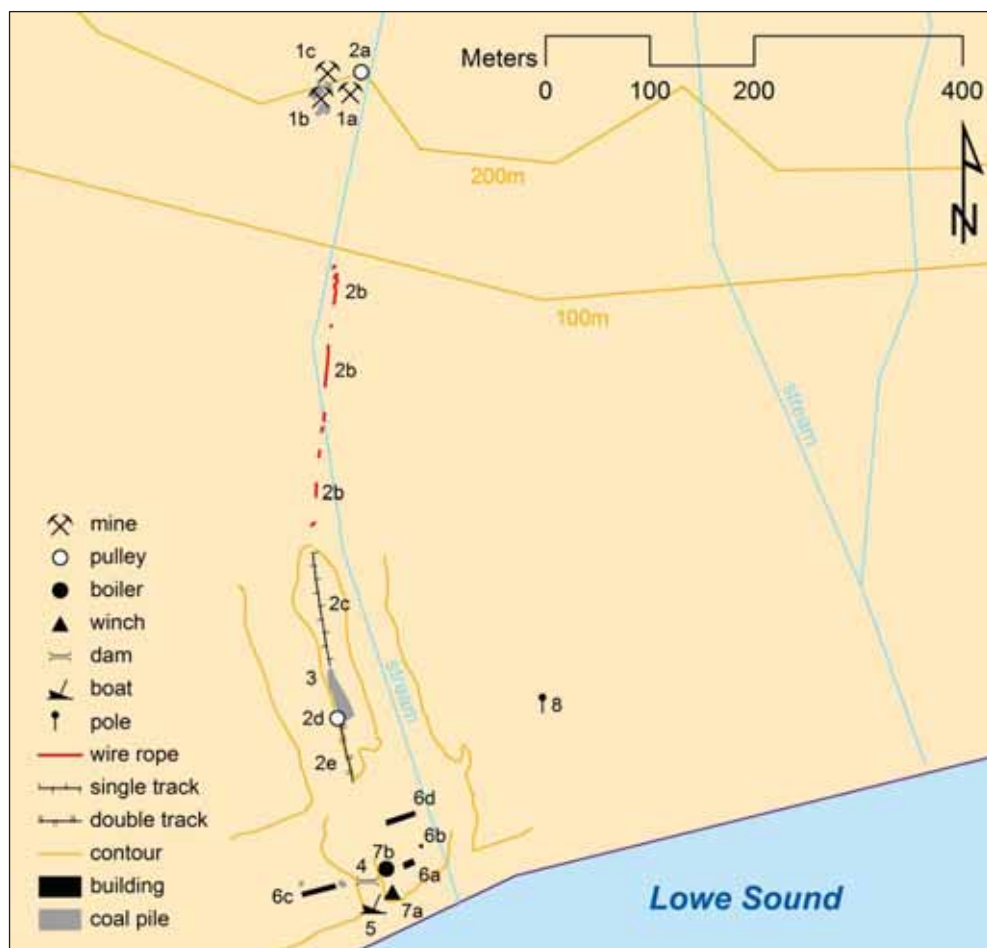 1c 2a
1b 1a
Meters
0 100 200 400
N
200m
100m
2b
2b
2b
stream
stream
2c
3
2d
2e
8
6d
6b
7b
4
6a
6c
7a
5
mine
pulley
boiler
winch
dam
boat
pole
wire rope
single track
double track
contour
building
coal pile
Lowe Sound